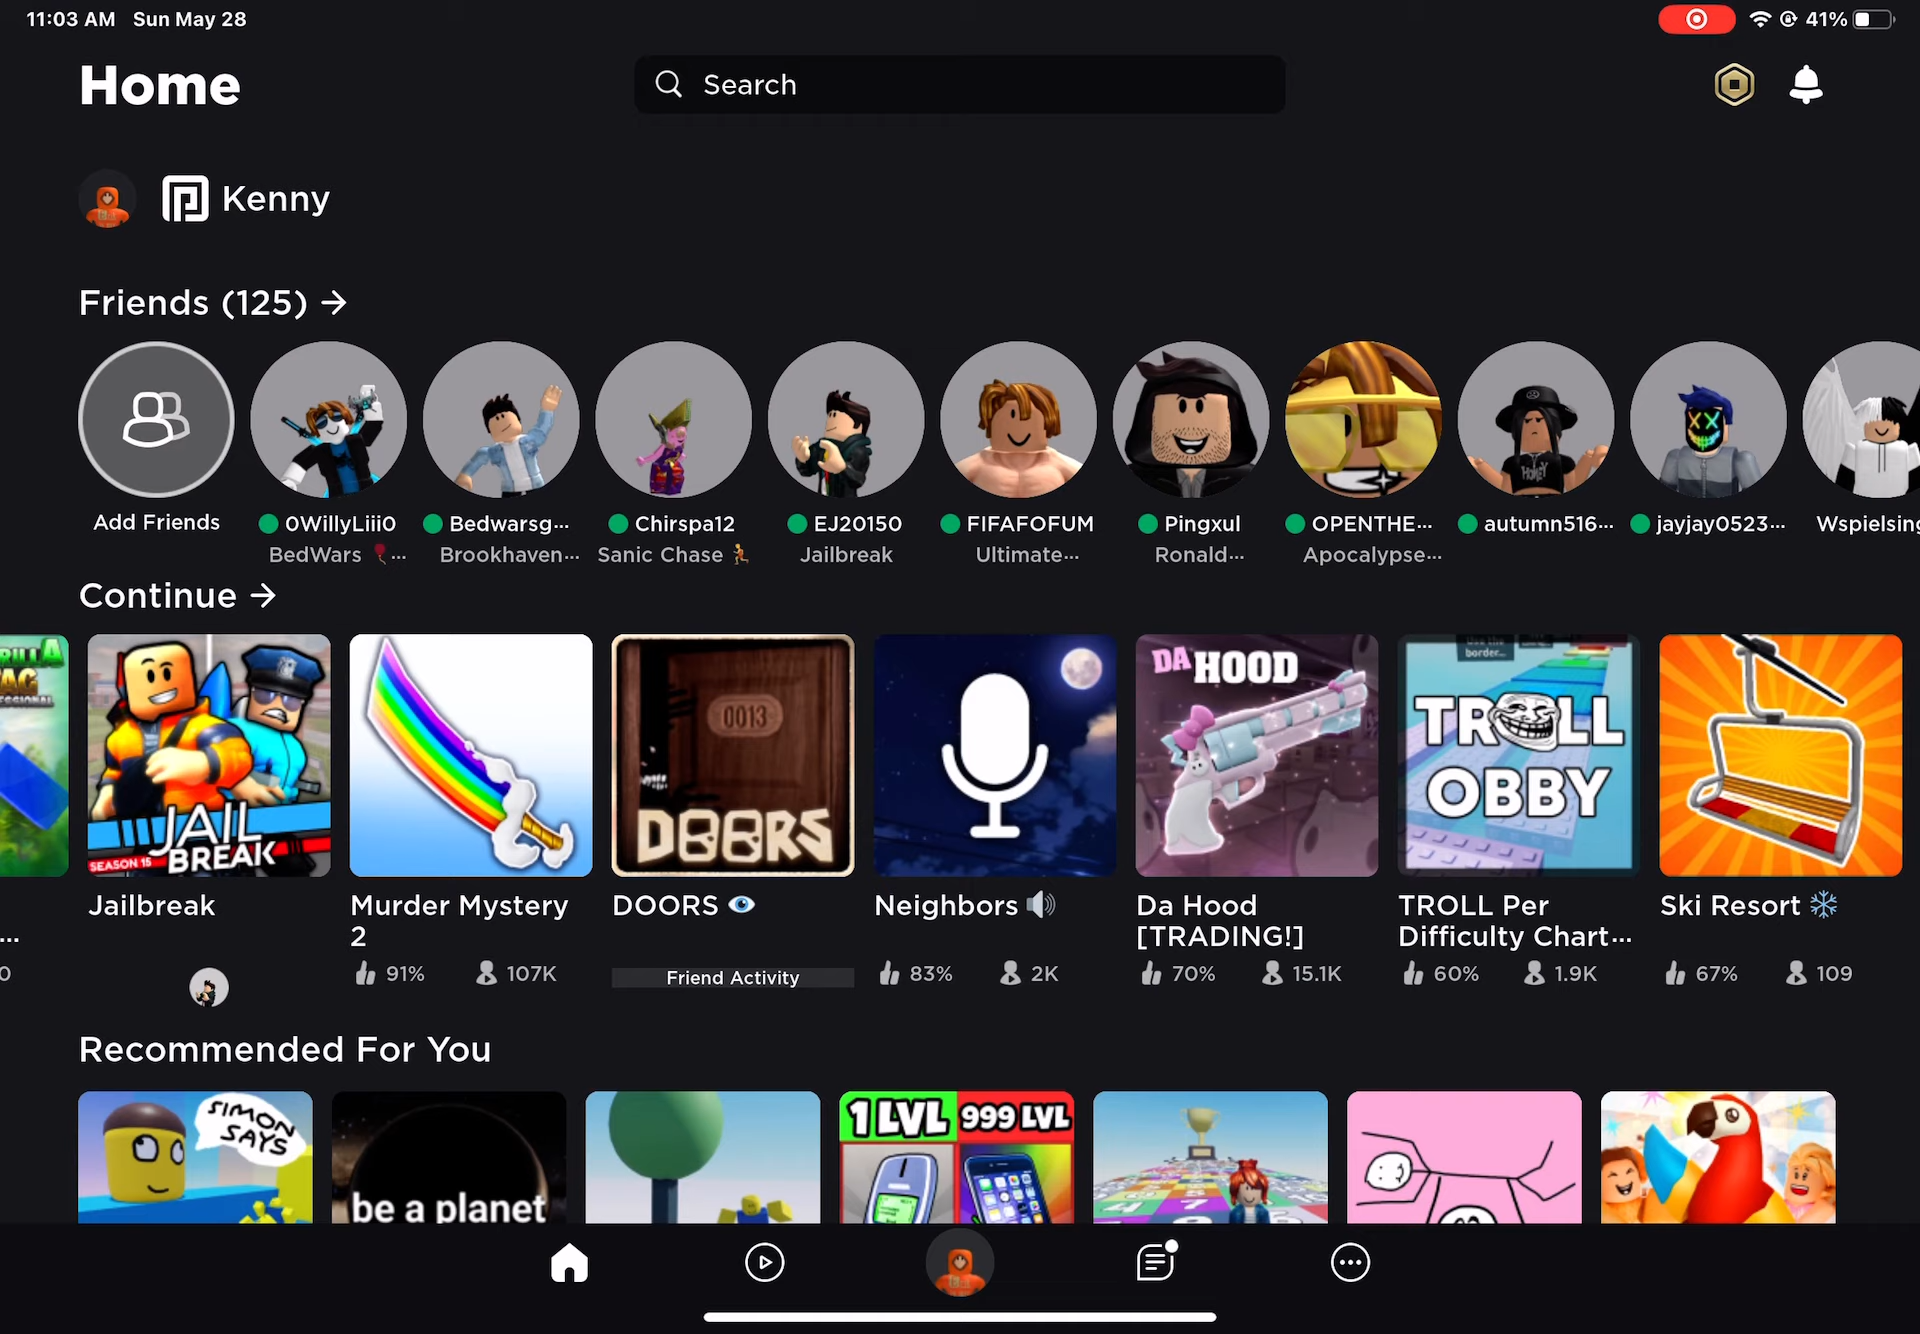 11:03 AM Sun May 28
41%
Home
Search
Kenny
Friends (125) →
Add Friends
0WillyLiii0
BedWars 🎈...
Bedwarsg...
Brookhaven...
Chirspa12
Sanic Chase 🏃
EJ20150
Jailbreak
FIFAFOFUM
Ultimate...
Pingxul
Ronald...
OPENTHE...
Apocalypse...
autumn516...
jayjay0523...
Wspielsing
Continue →
JAIL
BREAK
SEASON 15
0013
DOORS
DA HOOD
border...
TROLL
OBBY
...
Jailbreak
Murder Mystery
2
91% 107K
DOORS 👁
Friend Activity
Neighbors 🔊
83% 2K
Da Hood
[TRADING!]
70% 15.1K
TROLL Per
Difficulty Chart...
60% 1.9K
Ski Resort ❄
67% 109
Recommended For You
SIMON
SAYS
be a planet
1 LVL 999 LVL